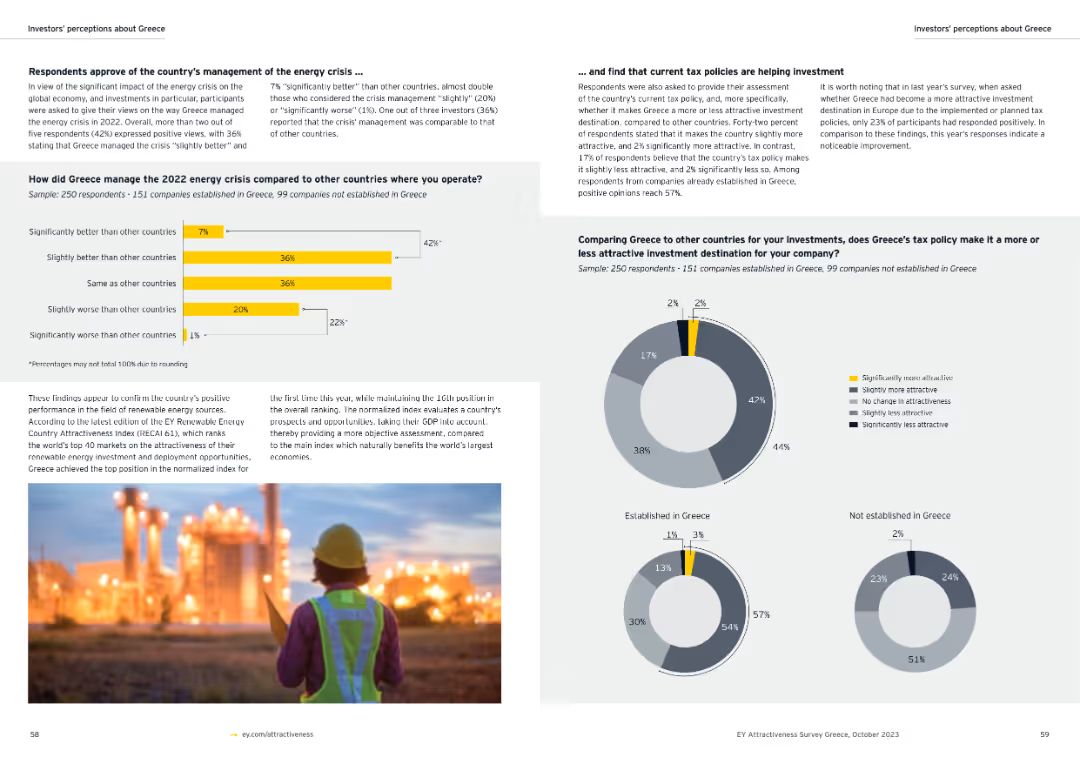 Investors' perceptions about Greece
Investors' perceptions about Greece
Respondents approve of the country's management of the energy crisis ...
In view of the significant impact of the energy crisis on the
global economy, and investments in particular, participants
were asked to give their views on the way Greece managed
the energy crisis in 2022. Overall, more than two out of
five respondents (42%) expressed positive views, with 36%
stating that Greece managed the crisis "slightly better" and
7% "significantly better" than other countries, almost double
those who considered the crisis management "slightly" (20%)
or "significantly worse" (1%). One out of three investors (36%)
reported that the crisis' management was comparable to that
of other countries.
How did Greece manage the 2022 energy crisis compared to other countries where you operate?
Sample: 250 respondents • 151 companies established in Greece, 99 companies not established in Greece
Significantly better than other countries
7%
42%*
Slightly better than other countries
36%
Same as other countries
36%
Slightly worse than other countries
20%
22%*
Significantly worse than other countries
1%
*Percentages may not total 100% due to rounding
These findings appear to confirm the country's positive
performance in the field of renewable energy sources.
According to the latest edition of the EY Renewable Energy
Country Attractiveness Index (RECAI 61), which ranks
the world's top 40 markets on the attractiveness of their
renewable energy investment and deployment opportunities,
Greece achieved the top position in the normalized index for
the first time this year, while maintaining the 16th position in
the overall ranking. The normalized index evaluates a country's
prospects and opportunities, taking their GDP into account,
thereby providing a more objective assessment, compared
to the main index which naturally benefits the world's largest
economies.
58
ey.com/attractiveness
... and find that current tax policies are helping investment
Respondents were also asked to provide their assessment
of the country's current tax policy, and, more specifically,
whether it makes Greece a more or less attractive investment
destination, compared to other countries. Forty-two percent
of respondents stated that it makes the country slightly more
attractive, and 2% significantly more attractive. In contrast,
17% of respondents believe that the country's tax policy makes
it slightly less attractive, and 2% significantly less so. Among
respondents from companies already established in Greece,
positive opinions reach 57%.
it is worth noting that in last year's survey, when asked
whether Greece had become a more attractive investment
destination in Europe due to the implemented or planned tax
policies, only 23% of participants had responded positively. In
comparison to these findings, this year's responses indicate a
noticeable improvement.
Comparing Greece to other countries for your investments, does Greece's tax policy make it a more or
less attractive investment destination for your company?
Sample: 250 respondents • 151 companies established in Greece, 99 companies not established in Greece
2%
2%
17%
42%
38%
44%
Significantly more attractive
Slightly more attractive
No change in attractiveness
Slightly less attractive
Significantly less attractive
Established in Greece
1%
3%
13%
30%
54%
57%
Not established in Greece
2%
23%
24%
51%
EY Attractiveness Survey Greece, October 2023
59